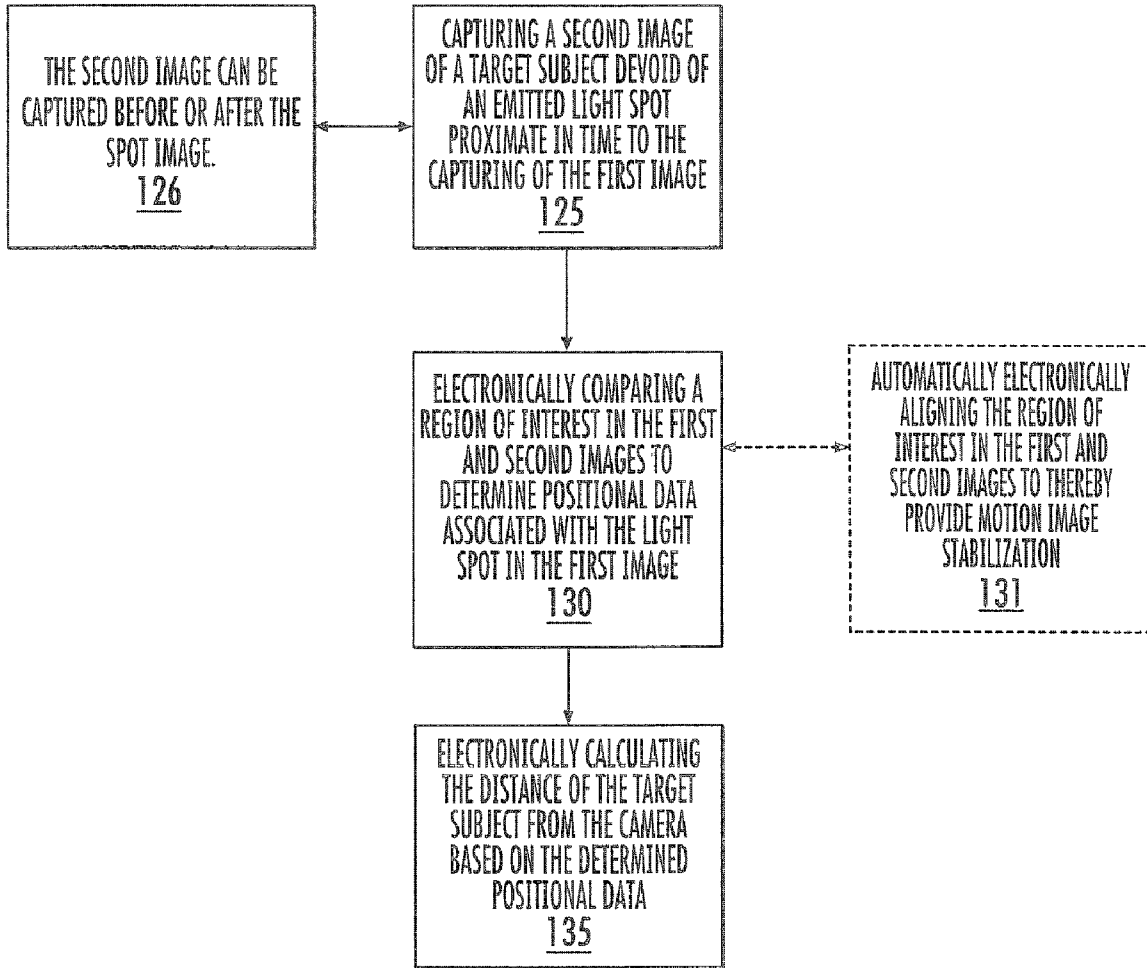 THE SECOND IMAGE CAN BE
CAPTURED BEFORE OR AFTER THE
SPOT IMAGE.
126
CAPTURING A SECOND IMAGE
OF A TARGET SUBJECT DEVOID OF
AN EMITTED LIGHT SPOT
PROXIMATE IN TIME TO THE
CAPTURING OF THE FIRST IMAGE
125
ELECTRONICALLY COMPARING A
REGION OF INTEREST IN THE FIRST
AND SECOND IMAGES TO
DETERMINE POSITIONAL DATA
ASSOCIATED WITH THE LIGHT
SPOT IN THE FIRST IMAGE
130
AUTOMATICALLY ELECTRONICALLY
ALIGNING THE REGION OF
INTEREST IN THE FIRST AND
SECOND IMAGES TO THEREBY
PROVIDE MOTION IMAGE
STABILIZATION
131
ELECTRONICALLY CALCULATING
THE DISTANCE OF THE TARGET
SUBJECT FROM THE CAMERA
BASED ON THE DETERMINED
POSITIONAL DATA
135